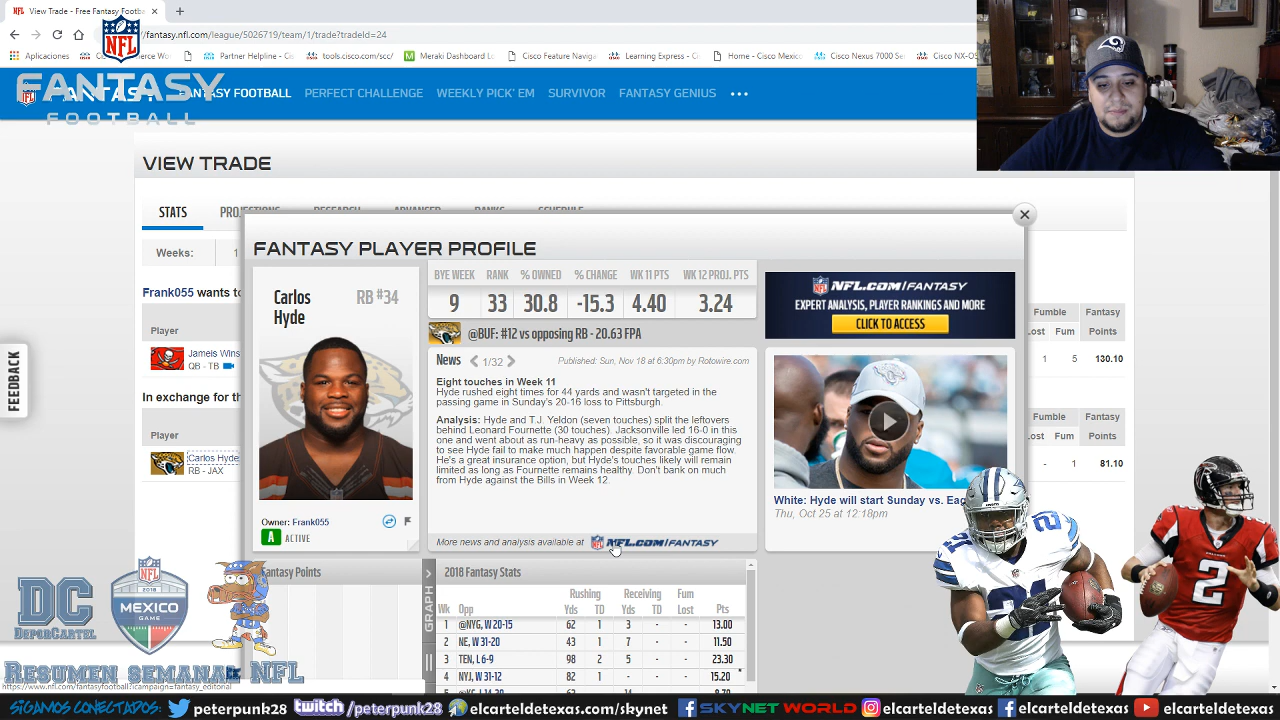 View Trade - Free Fantasy Footba
fantasy.nfl.com/league/5026719/team/1/trade?tradeId=24
Aplicaciones
Partner Helpline - C
tools.cisco.com/scc/
Meraki Dashboard L
Cisco Feature Navig
Learning Express - C
Home - Cisco Mexico
Cisco Nexus 7000 Se
Cisco NX-OS
NFL
FANTASY
FOOTBALL
FANTASY FOOTBALL
PERFECT CHALLENGE
WEEKLY PICK' EM
SURVIVOR
FANTASY GENIUS
VIEW TRADE
STATS
Weeks:
1
Frank055 wants to
Player
Jameis Wins
QB - TB
In exchange for th
Player
Carlos Hyde
RB - JAX
Fumble
Fantasy
Lost
Fum
Points
1
5
130.10
Fumble
Fantasy
Lost
Fum
Points
-
1
81.10
FEEDBACK
FANTASY PLAYER PROFILE
Carlos
Hyde
RB #34
BYE WEEK
RANK
% OWNED
% CHANGE
WK 11 PTS
WK 12 PROJ. PTS
9
33
30.8
-15.3
4.40
3.24
@BUF: #12 vs opposing RB - 20.63 FPA
News
1/32
Published: Sun, Nov 18 at 6:30pm by Rotowire.com
Eight touches in Week 11
Hyde rushed eight times for 44 yards and wasn't targeted in the
passing game in Sunday's 20-16 loss to Pittsburgh.
Analysis: Hyde and T.J. Yeldon (seven touches) split the leftovers
behind Leonard Fournette (30 touches). Jacksonville led 16-0 in this
one and went about as run-heavy as possible, so it was discouraging
to see Hyde fail to make much happen despite favorable game flow.
He's a great insurance option, but Hyde's touches likely will remain
limited as long as Fournette remains healthy. Don't bank on much
from Hyde against the Bills in Week 12.
More news and analysis available at
NFL.COM/FANTASY
Owner: Frank055
A ACTIVE
NFL.COM/FANTASY
EXPERT ANALYSIS, PLAYER RANKINGS AND MORE
CLICK TO ACCESS
White: Hyde will start Sunday vs. Eag
Thu, Oct 25 at 12:18pm
Fantasy Points
GRAPH
2018 Fantasy Stats
Rushing
Receiving
Fum
Wk
Opp
Yds
TD
Yds
TD
Lost
Pts
1 @NYG, W 20-15 62 1 3 - - 13.00
2 NE, W 31-20 43 1 7 - - 11.50
3 TEN, L 6-9 98 2 5 - - 23.30
4 NYJ, W 31-12 82 1 - - - 15.20
DC
DEPORCARTEL
NFL
2018
MEXICO
GAME
21
2
RESUMEN SEMANAL NFL
https://www.nfl.com/fantasyfootball?campaign=fantasy_editorial
SÍGAMOS CONECTADOS:
peterpunk28
twitch
/peterpunk28
elcarteldetexas.com/skynet
SKYNET WORLD
elcarteldetexas
elcarteldetexas